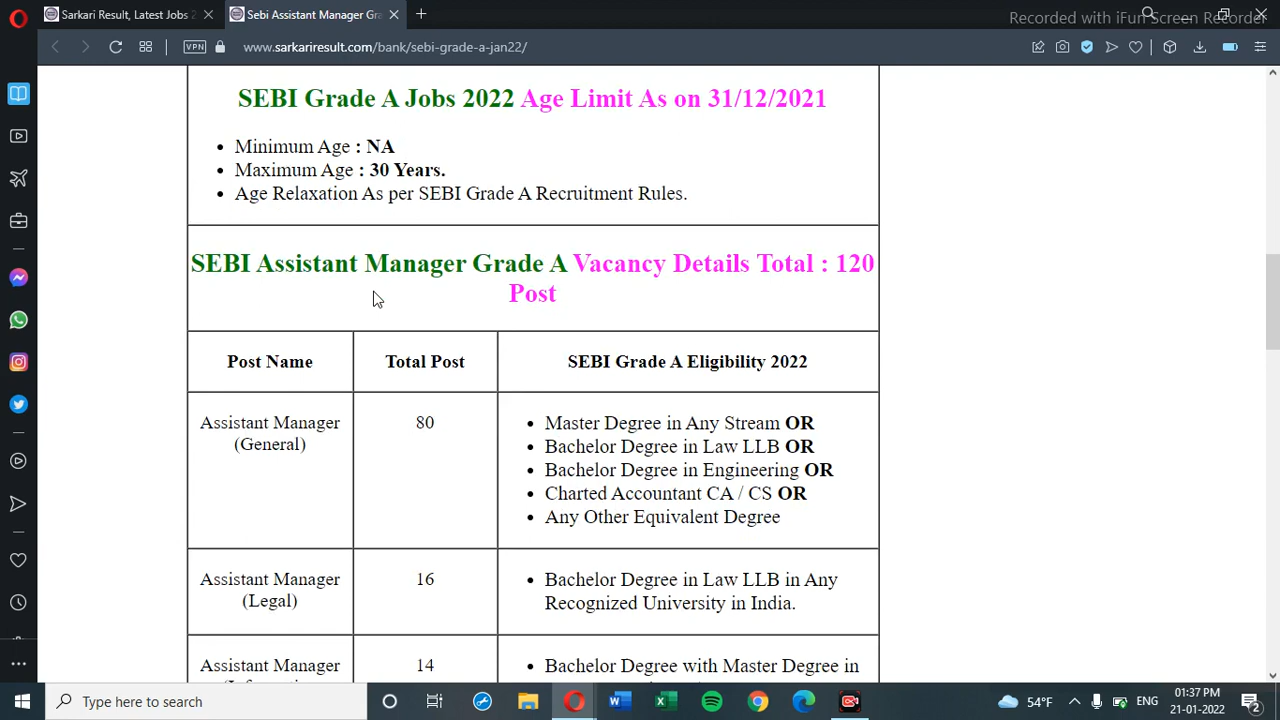 Recorded with iFun Screen Recorder
Sarkari Result, Latest Jobs 2
Sebi Assistant Manager Gra
VPN
www.sarkariresult.com/bank/sebi-grade-a-jan22/
SEBI Grade A Jobs 2022 Age Limit As on 31/12/2021
Minimum Age : NA
Maximum Age : 30 Years.
Age Relaxation As per SEBI Grade A Recruitment Rules.
SEBI Assistant Manager Grade A Vacancy Details Total : 120
Post
Post Name
Total Post
SEBI Grade A Eligibility 2022
Assistant Manager
(General)
80
Master Degree in Any Stream OR
Bachelor Degree in Law LLB OR
Bachelor Degree in Engineering OR
Charted Accountant CA / CS OR
Any Other Equivalent Degree
Assistant Manager
(Legal)
16
Bachelor Degree in Law LLB in Any
Recognized University in India.
Assistant Manager
14
Bachelor Degree with Master Degree in
Type here to search
54°F
ENG
01:37 PM
21-01-2022
2